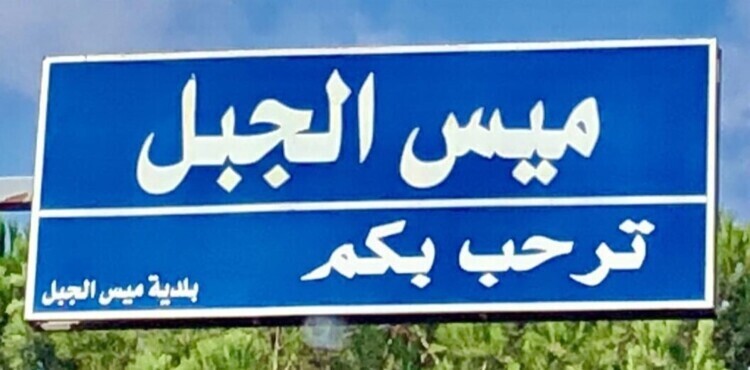 ميس الجبل
ترحب بكم
بلدية ميس الجبل